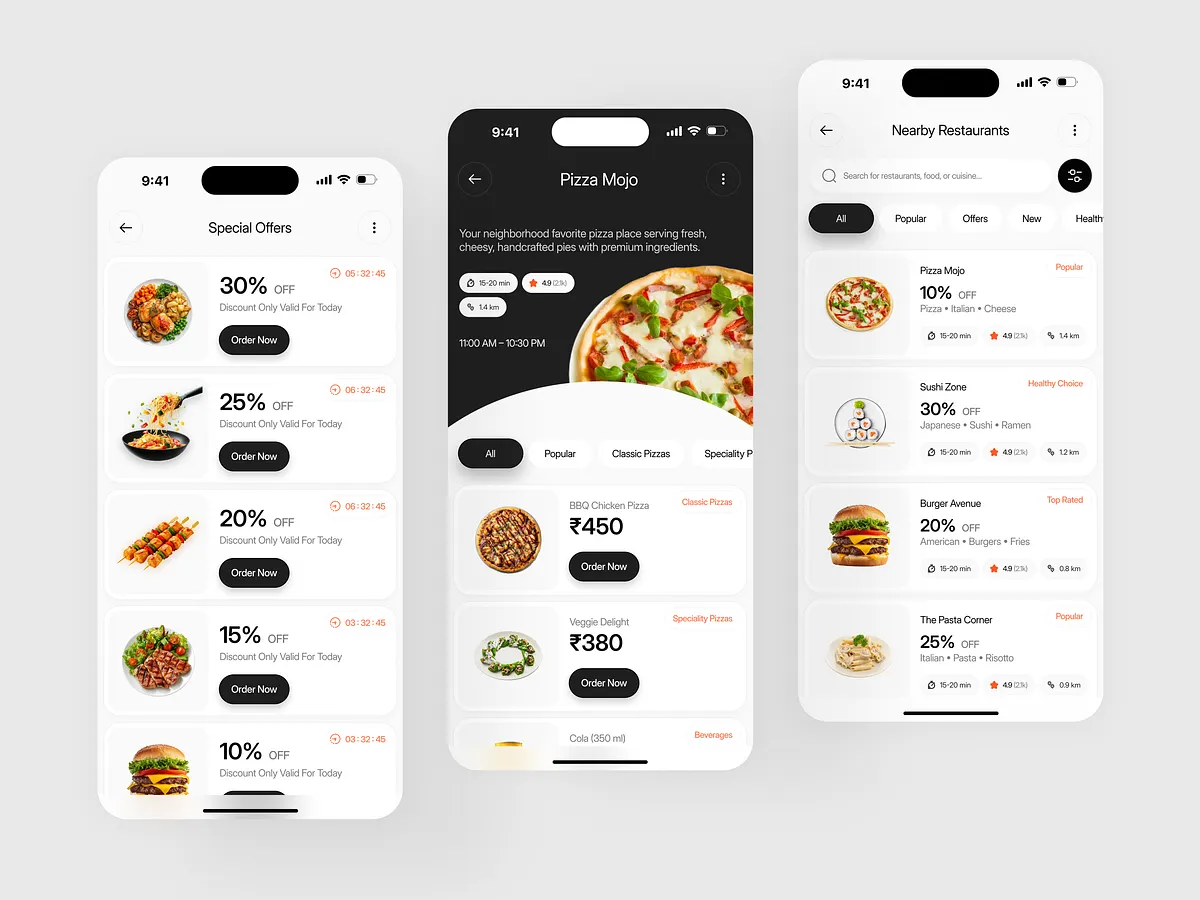 9:41
Special Offers
05:32:45
30% OFF
Discount Only Valid For Today
Order Now
06:32:45
25% OFF
Discount Only Valid For Today
Order Now
06:32:45
20% OFF
Discount Only Valid For Today
Order Now
03:32:45
15% OFF
Discount Only Valid For Today
Order Now
03:32:45
10% OFF
Discount Only Valid For Today
9:41
Pizza Mojo
Your neighborhood favorite pizza place serving fresh,
cheesy, handcrafted pies with premium ingredients.
15-20 min 4.9 (2.1k)
1.4 km
11:00 AM – 10:30 PM
All Popular Classic Pizzas Speciality P
BBQ Chicken Pizza Classic Pizzas
₹450
Order Now
Veggie Delight Speciality Pizzas
₹380
Order Now
Cola (350 ml) Beverages
9:41
Nearby Restaurants
Search for restaurants, food, or cuisine...
All Popular Offers New Health
Pizza Mojo Popular
10% OFF
Pizza • Italian • Cheese
15-20 min 4.9 (2.1k) 1.4 km
Sushi Zone Healthy Choice
30% OFF
Japanese • Sushi • Ramen
15-20 min 4.9 (2.1k) 1.2 km
Burger Avenue Top Rated
20% OFF
American • Burgers • Fries
15-20 min 4.9 (2.1k) 0.8 km
The Pasta Corner Popular
25% OFF
Italian • Pasta • Risotto
15-20 min 4.9 (2.1k) 0.9 km